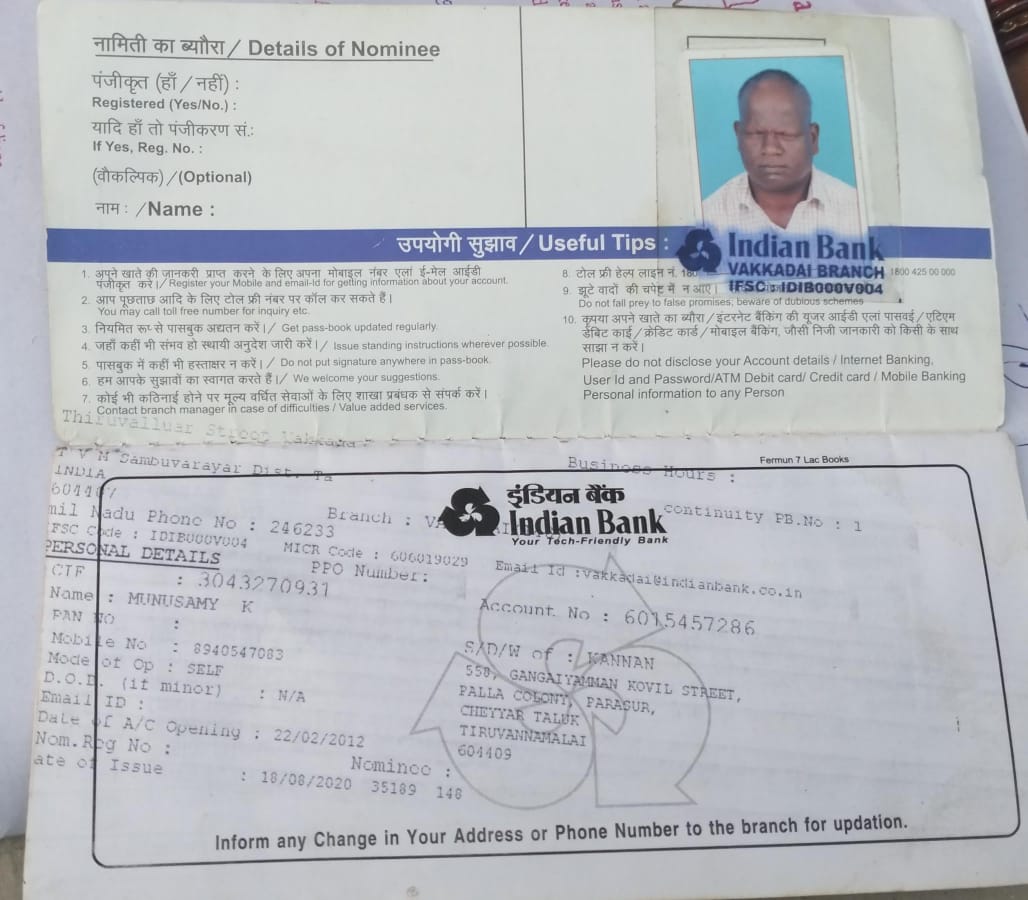 नामिती का ब्यौरा / Details of Nominee
पंजीकृत (हाँ / नहीं) :
Registered (Yes/No.) :
यादि हाँ तो पंजीकरण सं.:
If Yes, Reg. No. :
(वौकल्पिक) / (Optional)
नाम : /Name :
उपयोगी सुझाव / Useful Tips :
Indian Bank
VAKKADAI BRANCH
IFSC : IDIB000V004
1. अपने खाते की जानकारी प्राप्त करने के लिए अपना मोबाइल नंबर एलां ई-मेल आईडी
पंजीकृत करे।/ Register your Mobile and email-Id for getting information about your account.
2. आप पूछताछ आदि के लिए टोल फ्री नंबर पर कॉल कर सकते हैं।
You may call toll free number for inquiry etc.
3. नियमित रूप से पासबुक अद्यतन करें।/ Get pass-book updated regularly.
4. जहाँ कहीं भी संभव हो स्थायी अनुदेश जारी करें।/ Issue standing instructions wherever possible.
5. पासबुक में कहीं भी हस्ताक्षर न करें।/ Do not put signature anywhere in pass-book.
6. हम आपके सुझावों का स्वागत करते हैं।/ We welcome your suggestions.
7. कोई भी कठिनाई होने पर मूल्य वर्धित सेवाओं के लिए शाखा प्रबंधक से संपर्क करें।
Contact branch manager in case of difficulties / Value added services.
8. टोल फ्री हेल्प लाइन नं. 1800 425 00 000
9. झूटे वादों की चपेट में न आए।
Do not fall prey to false promises; beware of dubious schemes
10. कृपया अपने खाते का ब्यौरा / इंटरनेट बैंकिंग की यूजर आईडी एलां पासवर्ड / एटिएम
डेबिट कार्ड / क्रेडिट कार्ड / मोबाइल बैंकिंग, जौसी निजी जानकारी को किसी के साथ
साझा न करें।
Please do not disclose your Account details / Internet Banking,
User Id and Password/ATM Debit card/ Credit card / Mobile Banking
Personal information to any Person
Thiruvalluar Street Vakkada
T V M Sambuvarayar Dist, Ta
Business Hours :
Fermun 7 Lac Books
INDIA
604407
mil Nadu Phone No : 246233
Branch :
continuity PB.No : 1
इंडियन बैंक
Indian Bank
Your Tech-Friendly Bank
IFSC Code : IDIB000V004
MICR Code : 606019029
Email Id :vakkadai@indianbank.co.in
PERSONAL DETAILS
PPO Number:
CIF : 3043270931
Account No : 6015457286
Name : MUNUSAMY K
PAN NO :
Mobile No : 8940547083
S/D/W of : KANNAN
Mode of Op : SELF
558, GANGAIYAMMAN KOVIL STREET,
D.O.B. (if minor) : N/A
PALLA COLONY, PARASUR,
Email ID :
CHEYYAR TALUK
Date of A/C Opening : 22/02/2012
TIRUVANNAMALAI
Nom.Reg No :
Nominee :
604409
ate of Issue : 18/08/2020 35189 148
Inform any Change in Your Address or Phone Number to the branch for updation.